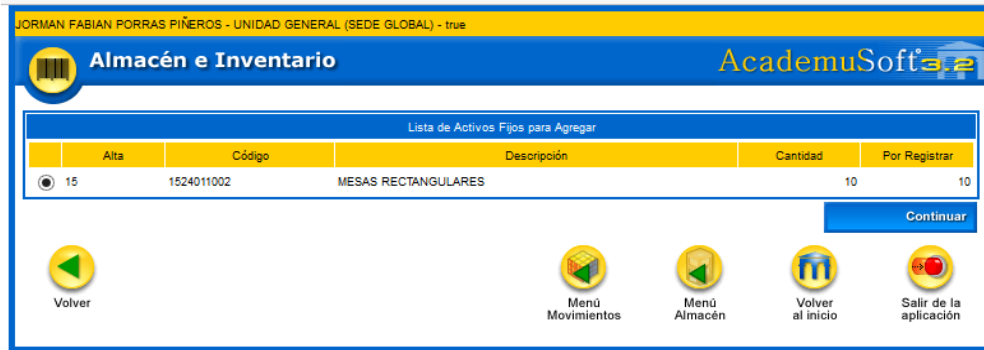 JORMAN FABIAN PORRAS PIÑEROS - UNIDAD GENERAL (SEDE GLOBAL) - true
Almacén e Inventario
AcademuSoft 3.2
Lista de Activos Fijos para Agregar
Alta Código Descripción Cantidad Por Registrar
15 1524011002 MESAS RECTANGULARES 10 10
Continuar
Volver Menú Menú Volver Salir de la
Movimientos Almacén al inicio aplicación